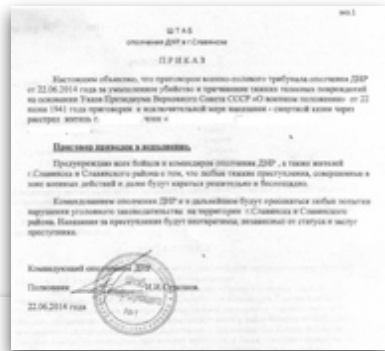 ШТАБ
ополчения ДНР в г.Славянск
ПРИКАЗ
Настоящим объявляю, что приговором военно-полевого трибунала ополчения ДНР
от 22.06.2014 года за умышленное убийство и причинение тяжких телесных повреждений
на основании Указа Президиума Верховного Совета СССР «О военном положении» от 22
июня 1941 года приговорен к исключительной мере наказания - смертной казни через
расстрел житель г.
Приговор приведен в исполнение.
Предупреждаю всех бойцов и командиров ополчения ДНР, а также жителей
г.Славянска и Славянского района о том, что любые тяжкие преступления, совершенные в
зоне военных действий и далее будут караться решительно и беспощадно.
Командованием ополчения ДНР и в дальнейшем будут пресекаться любые попытки
нарушения уголовного законодательства на территории г.Славянска и Славянского
района. Наказания за преступления будут неотвратимы, независимо от статуса и заслуг
преступника.
Командующий ополчением ДНР
Полковник И.И.Стрелков
22.06.2014 года